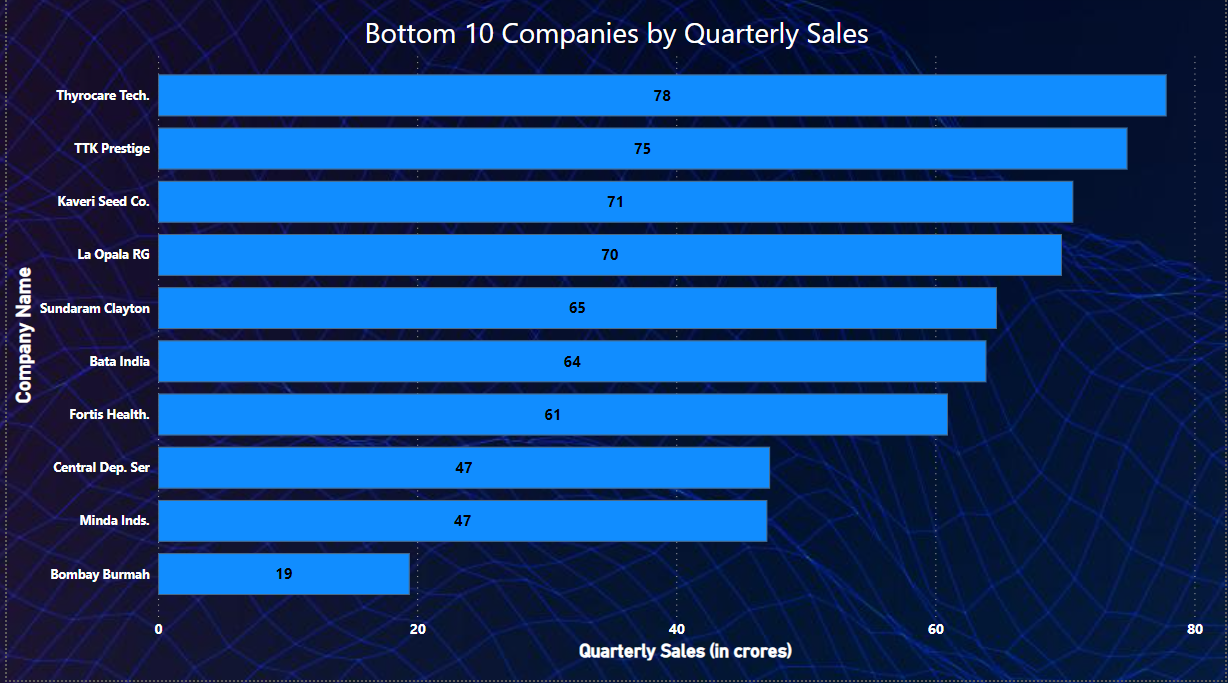 Bottom 10 Companies by Quarterly Sales
Company Name
Thyrocare Tech. 78
TTK Prestige 75
Kaveri Seed Co. 71
La Opala RG 70
Sundaram Clayton 65
Bata India 64
Fortis Health. 61
Central Dep. Ser 47
Minda Inds. 47
Bombay Burmah 19
0 20 40 60 80
Quarterly Sales (in crores)